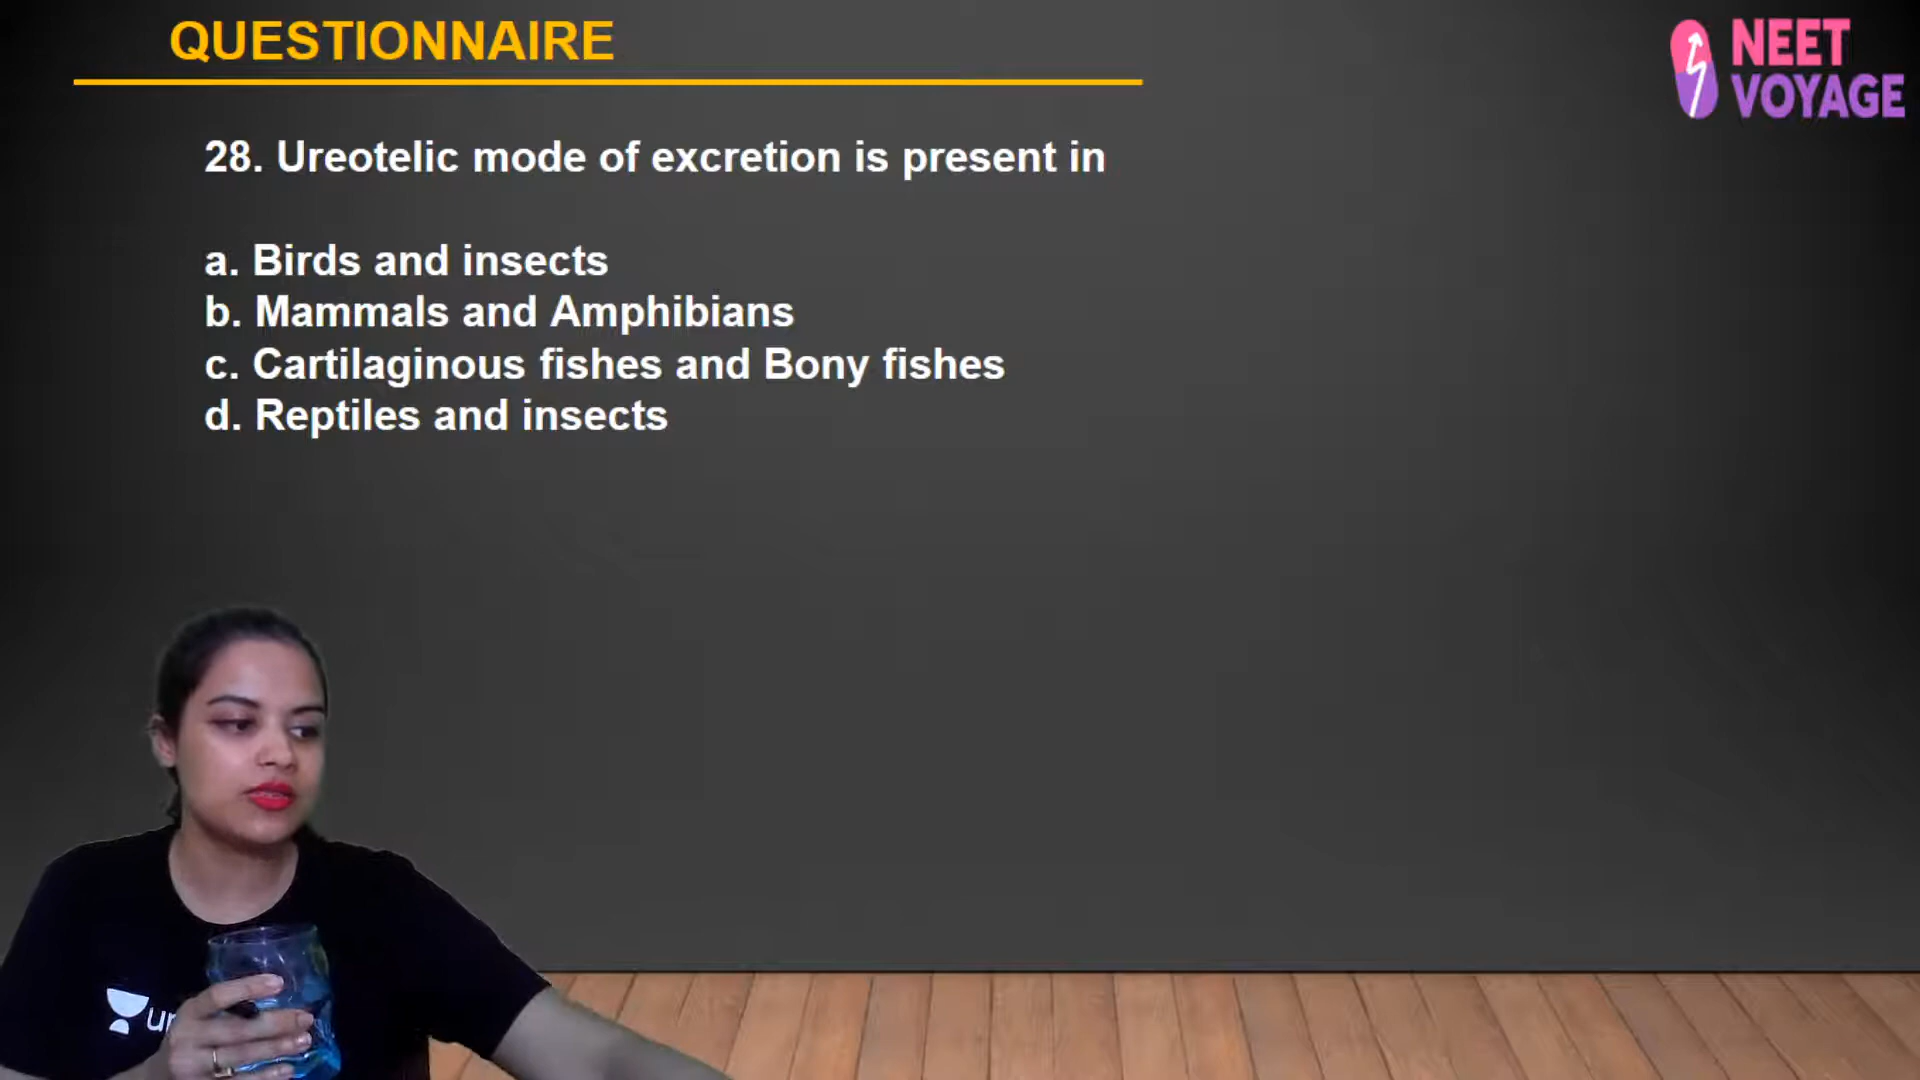 QUESTIONNAIRE
NEET
VOYAGE
28. Ureotelic mode of excretion is present in
a. Birds and insects
b. Mammals and Amphibians
c. Cartilaginous fishes and Bony fishes
d. Reptiles and insects